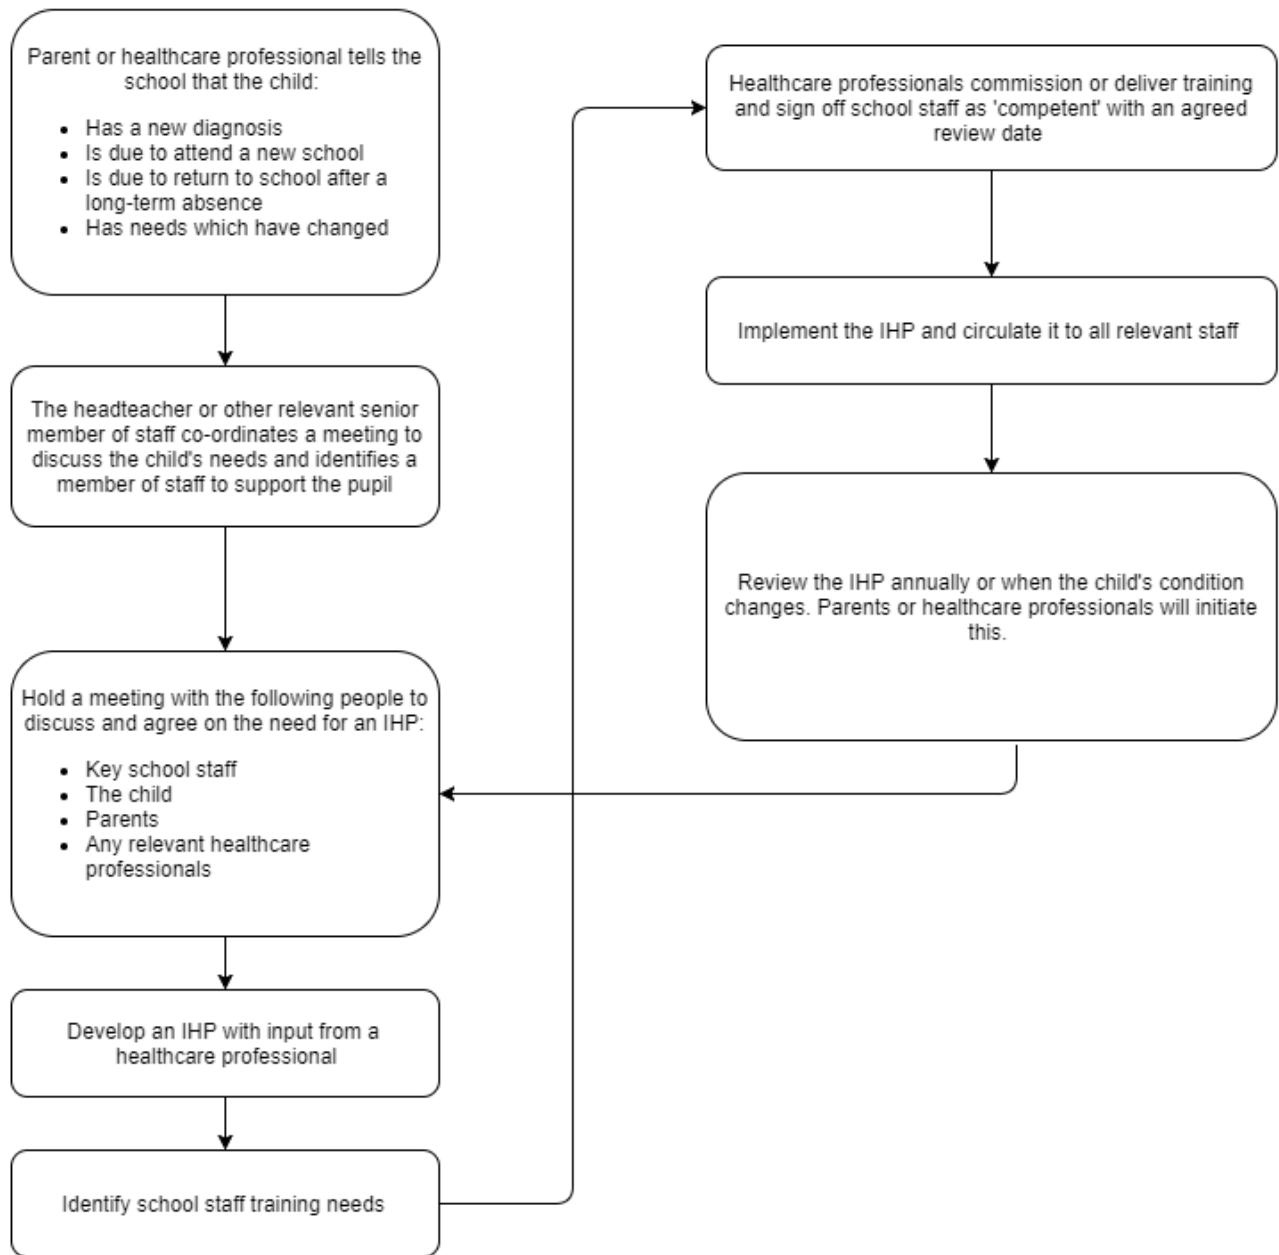 Parent or healthcare professional tells the
school that the child:
• Has a new diagnosis
• Is due to attend a new school
• Is due to return to school after a
long-term absence
• Has needs which have changed
The headteacher or other relevant senior
member of staff co-ordinates a meeting to
discuss the child's needs and identifies a
member of staff to support the pupil
Hold a meeting with the following people to
discuss and agree on the need for an IHP:
• Key school staff
• The child
• Parents
• Any relevant healthcare
professionals
Develop an IHP with input from a
healthcare professional
Identify school staff training needs
Healthcare professionals commission or deliver training
and sign off school staff as 'competent' with an agreed
review date
Implement the IHP and circulate it to all relevant staff
Review the IHP annually or when the child's condition
changes. Parents or healthcare professionals will initiate
this.